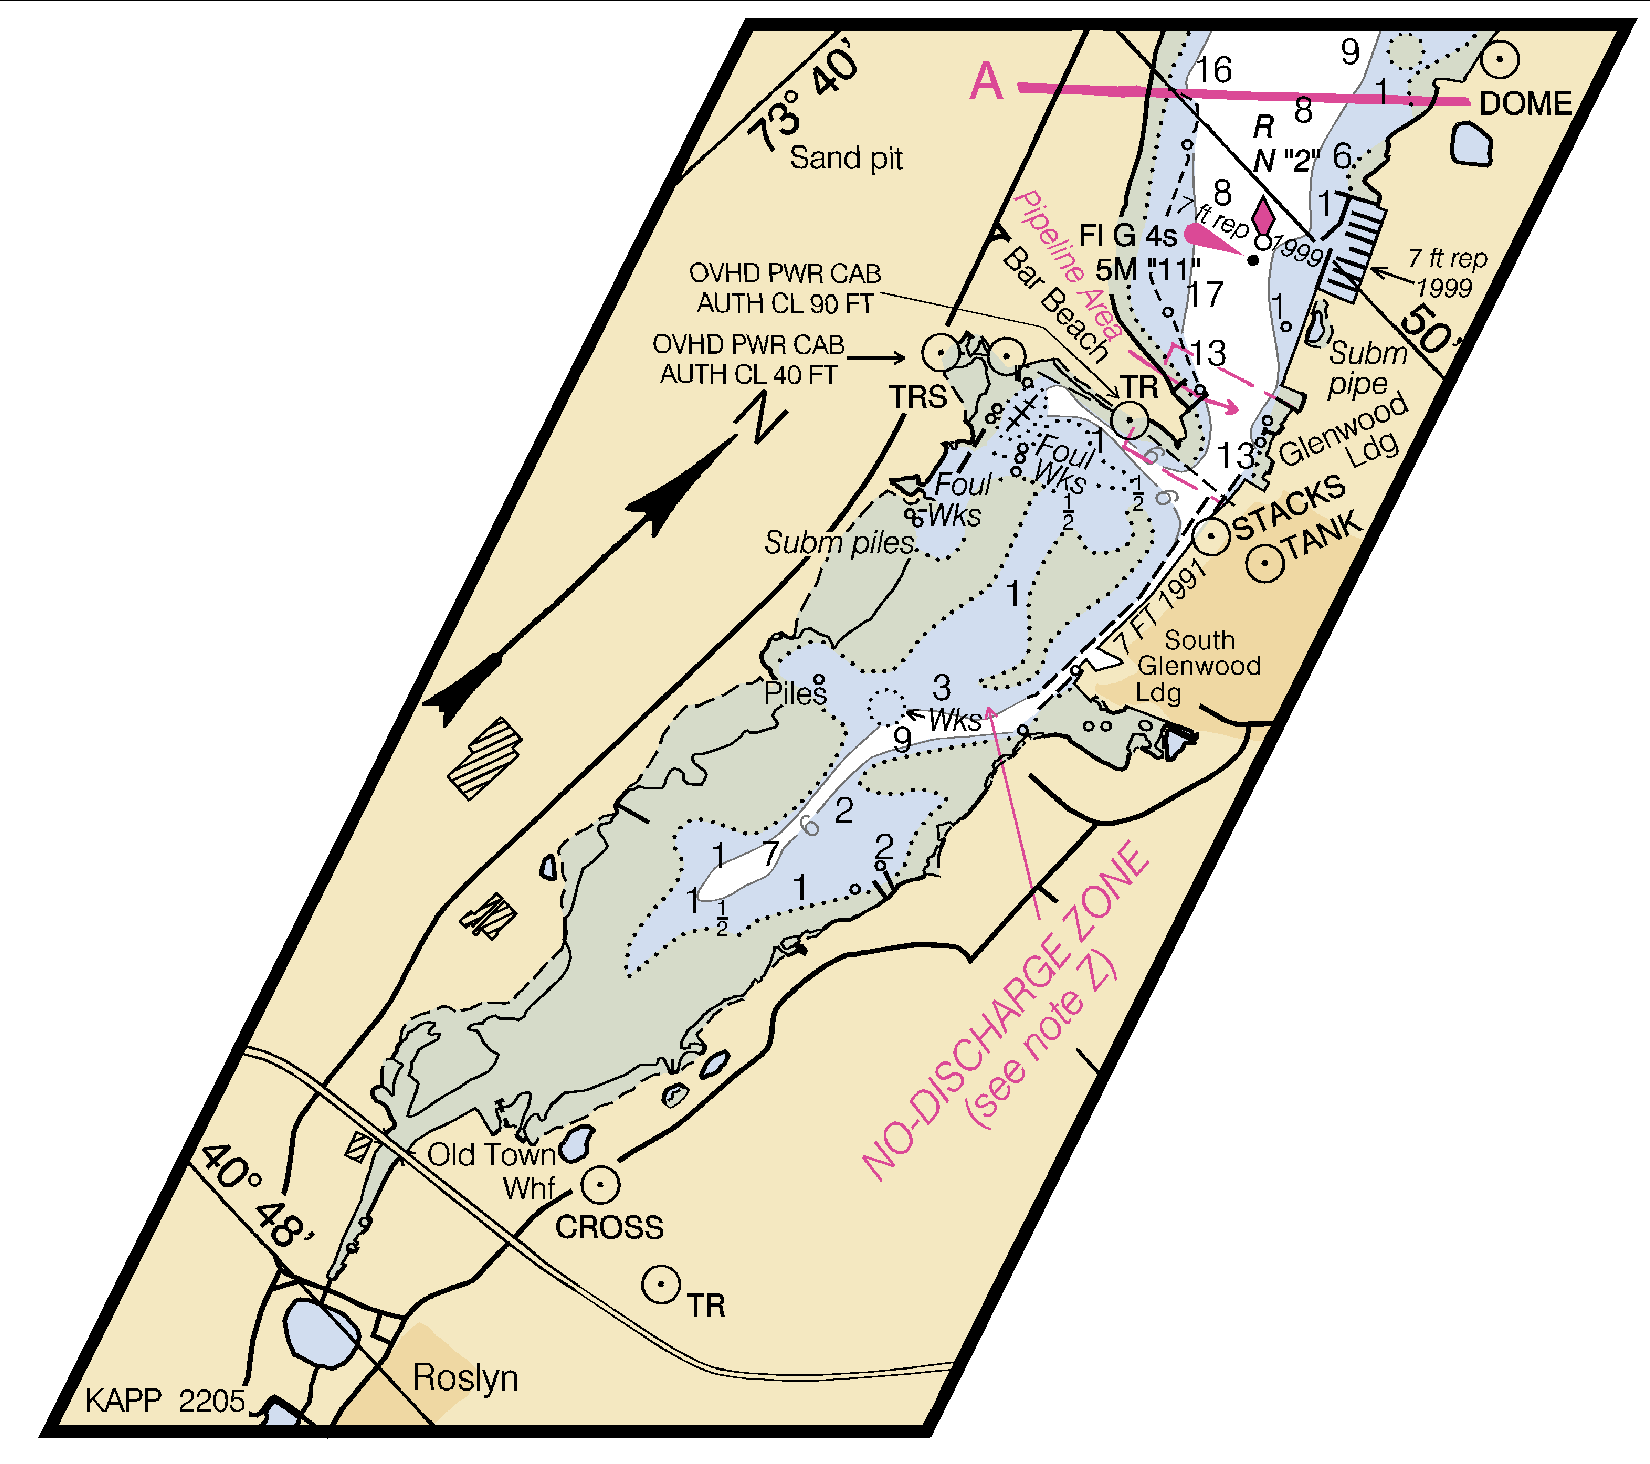 73° 40'
Sand pit
A
16
9
1
DOME
8
R
N "2"
6
8
1
7 ft rep
1999
Fl G 4s
5M "11"
7 ft rep
1999
50'
Pipeline Area
Bar Beach
OVHD PWR CAB
AUTH CL 90 FT
OVHD PWR CAB
AUTH CL 40 FT
17
1
13
Subm
pipe
TRS
TR
Glenwood
Ldg
N
1
6
13
Foul
Wks
Foul
Wks
1/2
1/2
6
Subm piles
STACKS
TANK
1
7 FT 1991
South
Glenwood
Ldg
Piles
3
Wks
9
2
6
1
7
2
1
1
1/2
NO-DISCHARGE ZONE
(see note Z)
40° 48'
Old Town
Whf
CROSS
TR
Roslyn
KAPP 2205